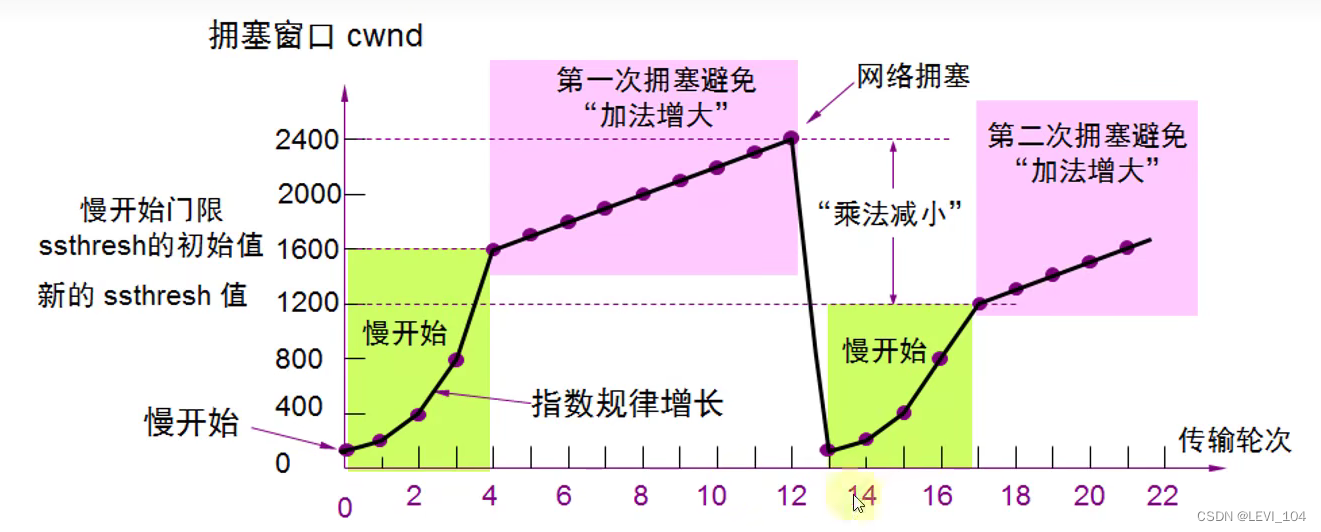 拥塞窗口 cwnd
第一次拥塞避免
“加法增大”
网络拥塞
第二次拥塞避免
“加法增大”
2400
2000
慢开始门限
ssthresh的初始值
1600
“乘法减小”
新的 ssthresh 值
1200
慢开始
慢开始
800
400
指数规律增长
慢开始
传输轮次
0
0
2
4
6
8
10
12
14
16
18
20
22
CSDN @LEVI_104